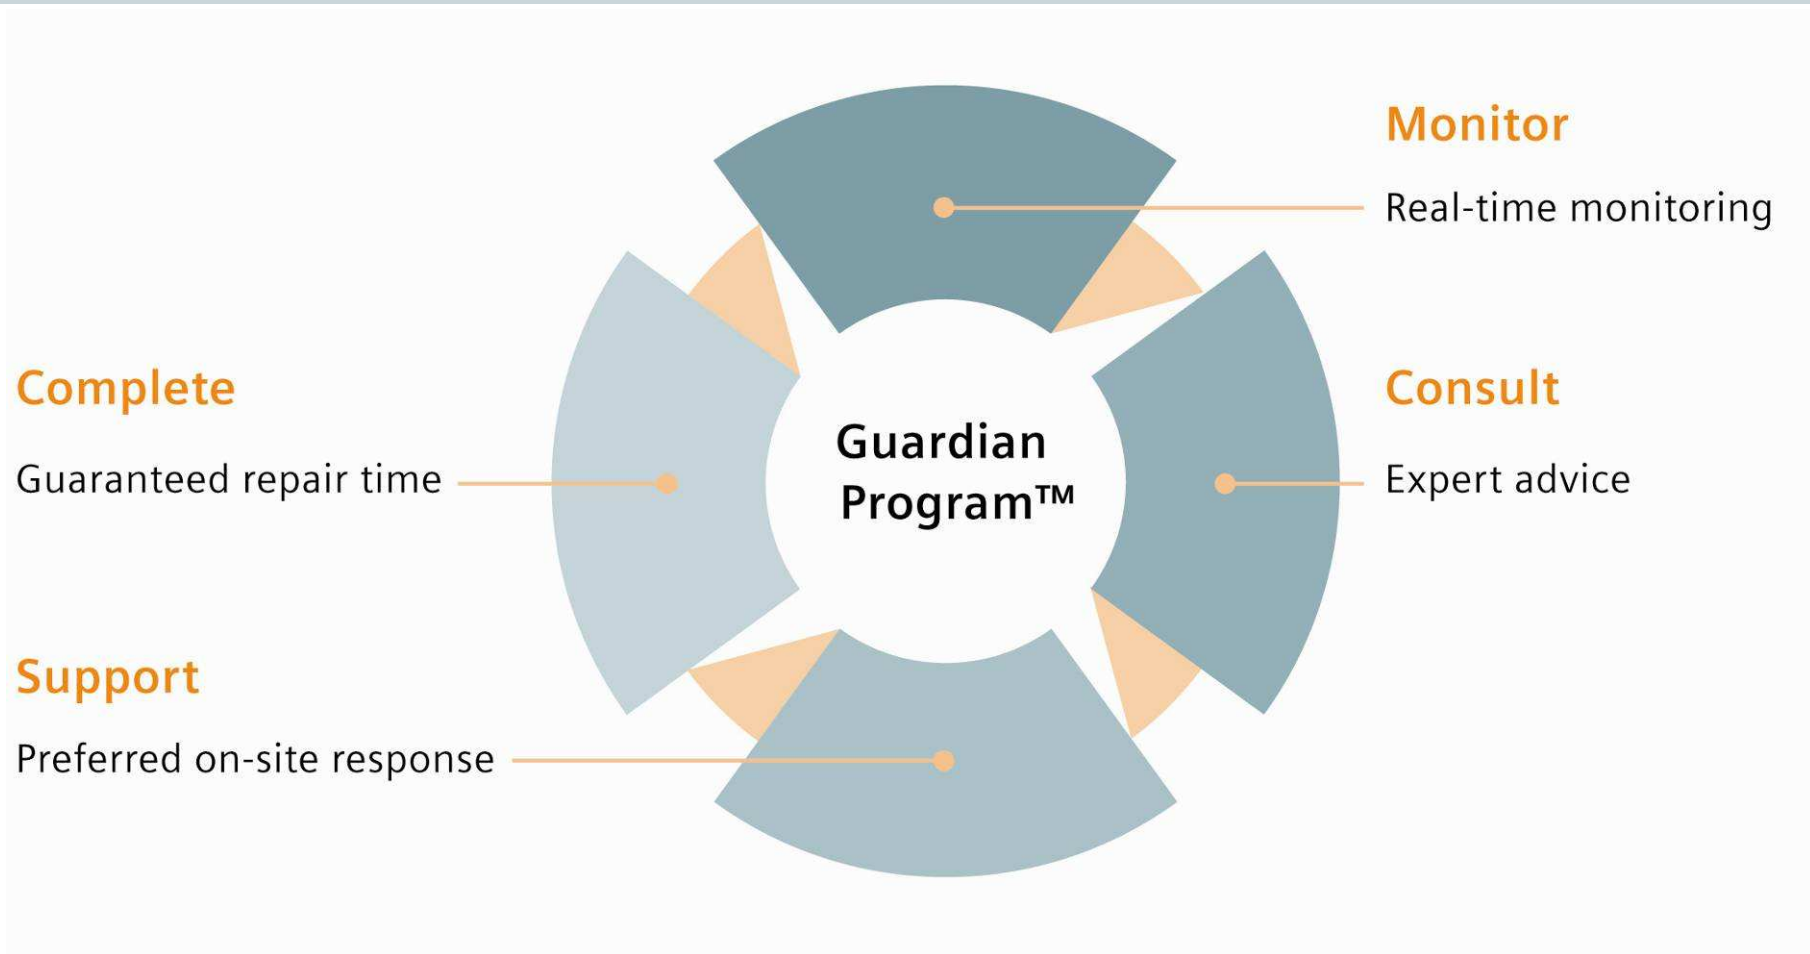 Monitor
Real-time monitoring
Consult
Expert advice
Complete
Guaranteed repair time
Support
Preferred on-site response
Guardian
Program™